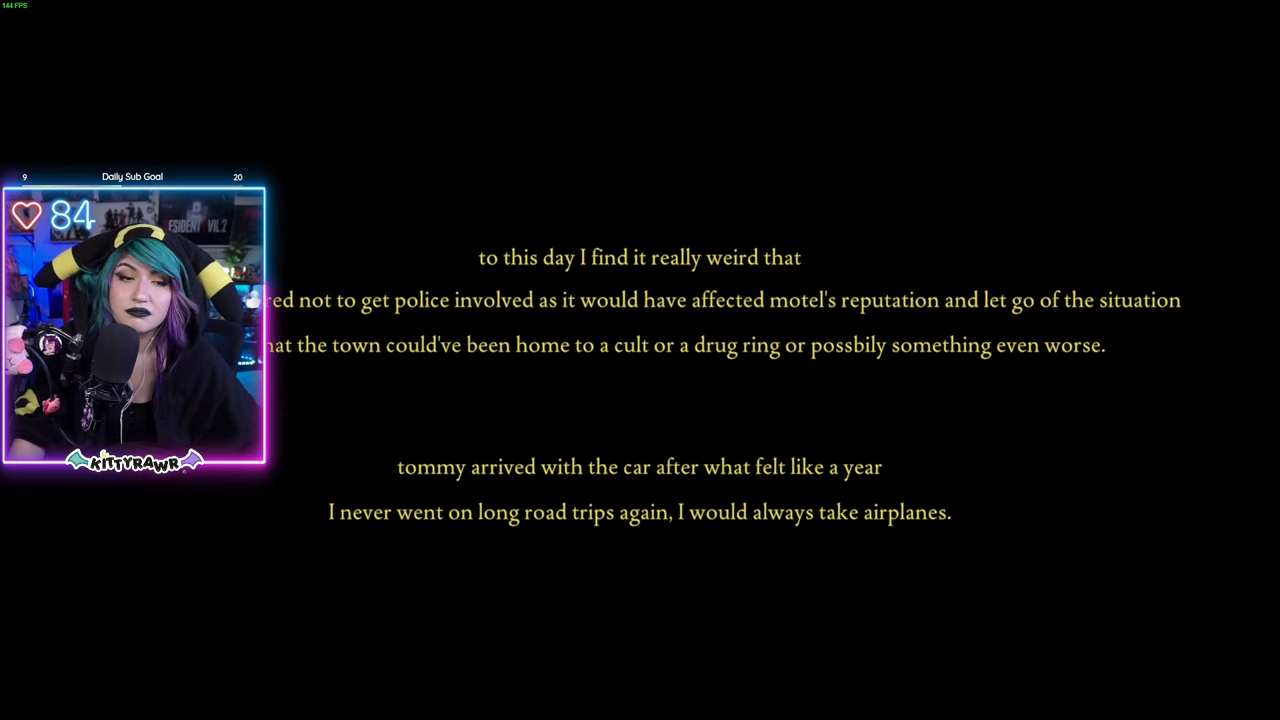 144 FPS
9 Daily Sub Goal 20
84
RESIDENT EVIL 2
to this day I find it really weird that
not to get police involved as it would have affected motel's reputation and let go of the situation
the town could've been home to a cult or a drug ring or possbily something even worse.
KITTYRAWR
tommy arrived with the car after what felt like a year
I never went on long road trips again, I would always take airplanes.